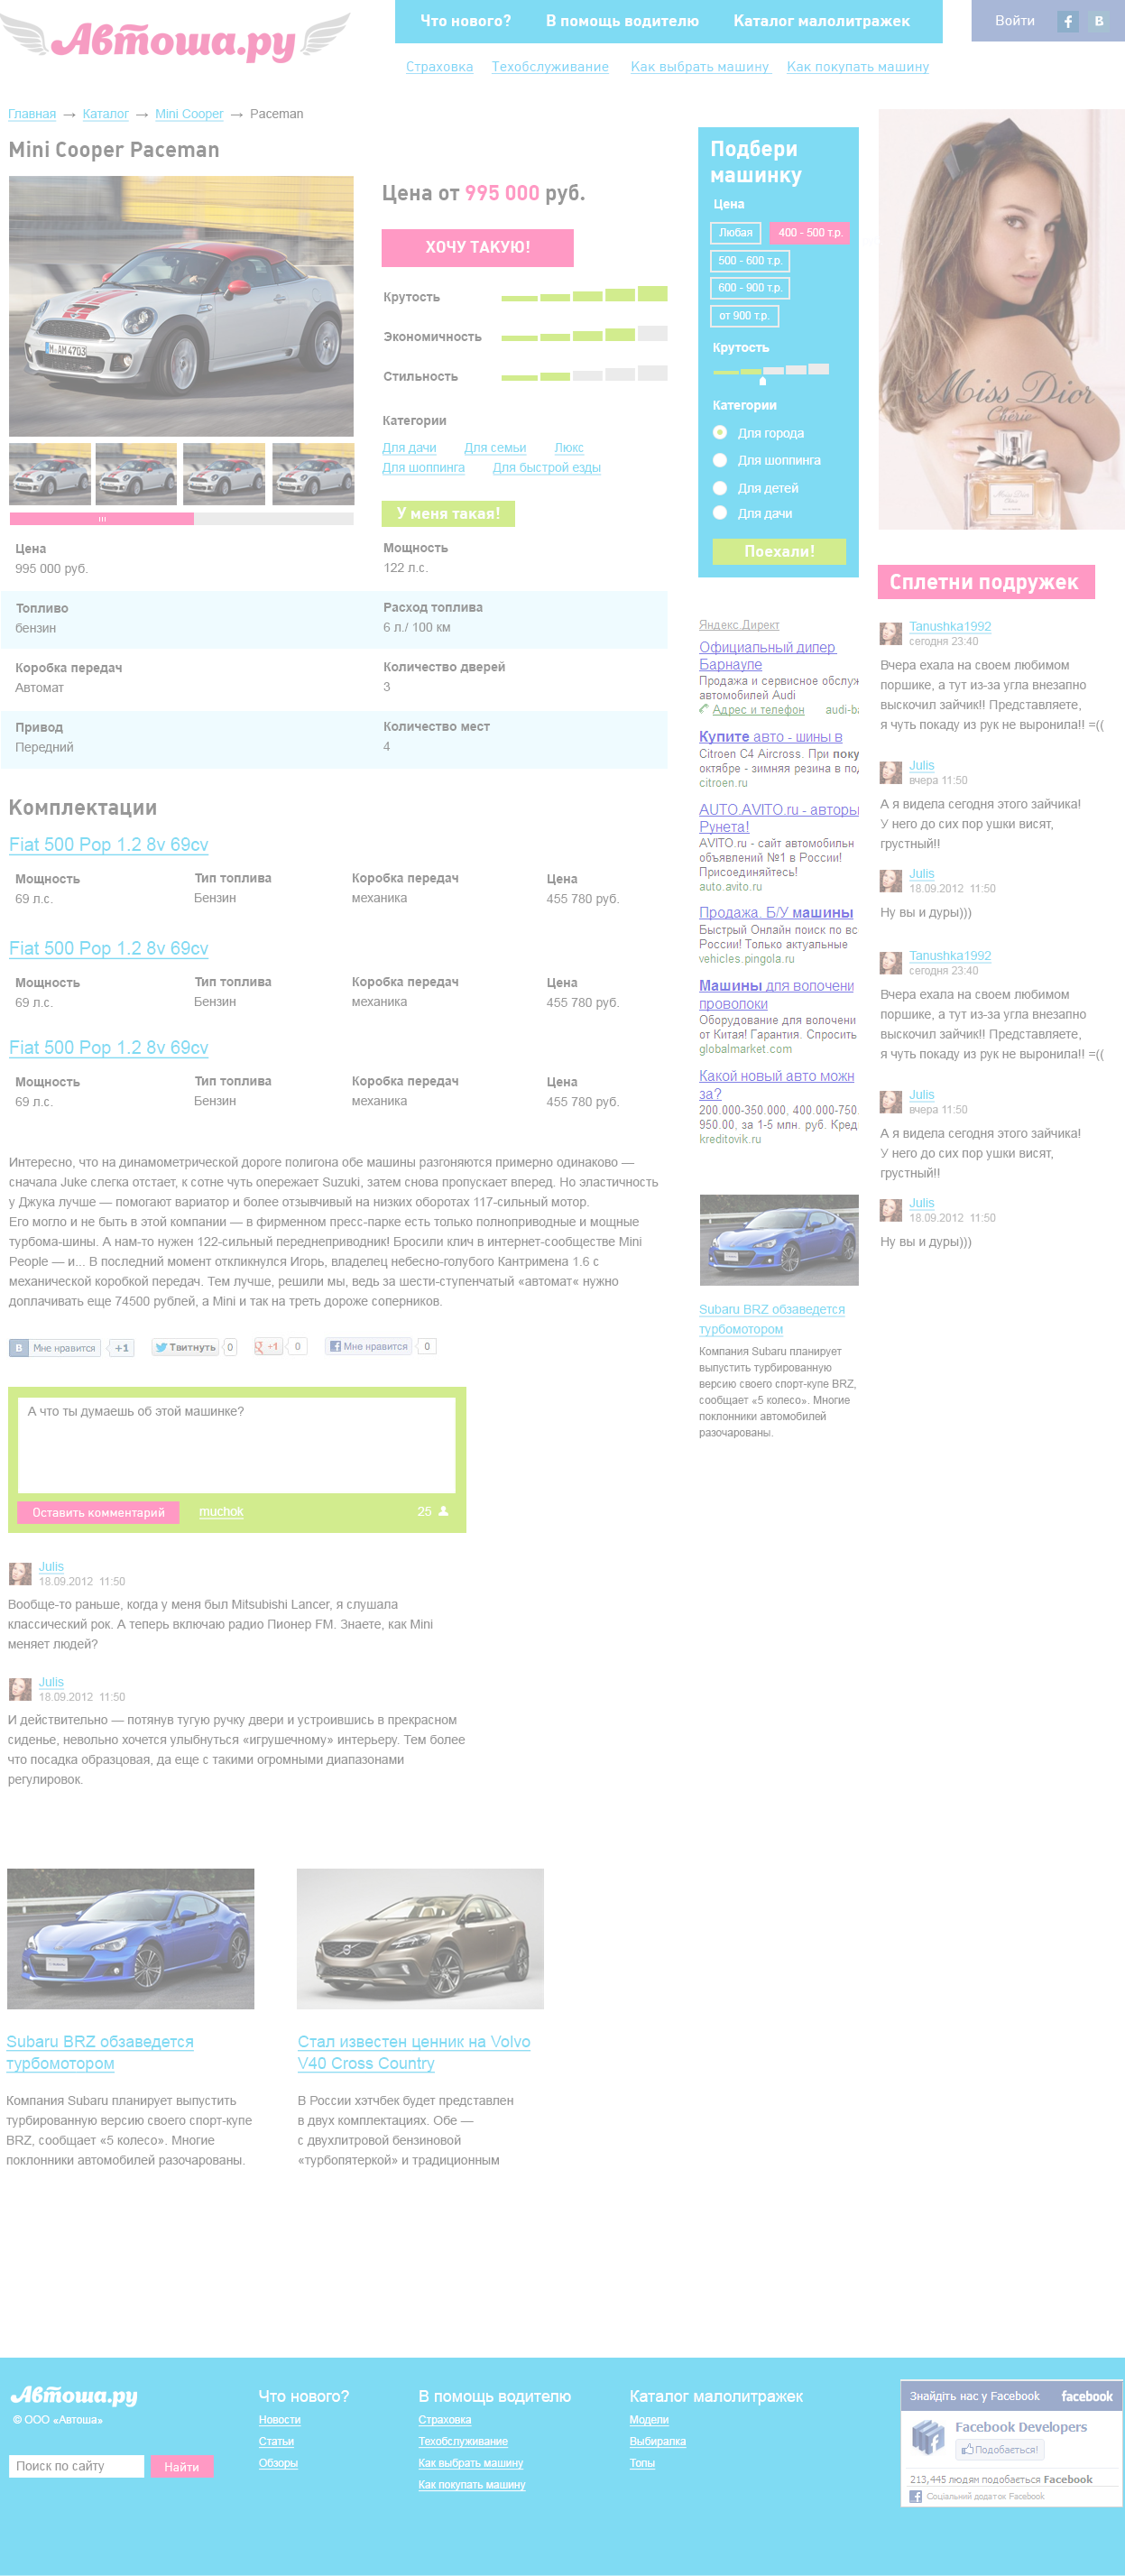 Автоша.ру
Что нового? В помощь водителю Каталог малолитражек
Войти
Страховка Техобслуживание Как выбрать машину Как покупать машину
Главная → Каталог → Mini Cooper → Paceman
Mini Cooper Paceman
Цена от 995 000 руб.
ХОЧУ ТАКУЮ!
Крутость
Экономичность
Стильность
Категории
Для дачи Для семьи Люкс
Для шоппинга Для быстрой езды
У меня такая!
M AM 4703
Цена
995 000 руб.
Мощность
122 л.с.
Топливо
бензин
Расход топлива
6 л./ 100 км
Коробка передач
Автомат
Количество дверей
3
Привод
Передний
Количество мест
4
Комплектации
Fiat 500 Pop 1.2 8v 69cv
Мощность Тип топлива Коробка передач Цена
69 л.с. Бензин механика 455 780 руб.
Fiat 500 Pop 1.2 8v 69cv
Мощность Тип топлива Коробка передач Цена
69 л.с. Бензин механика 455 780 руб.
Fiat 500 Pop 1.2 8v 69cv
Мощность Тип топлива Коробка передач Цена
69 л.с. Бензин механика 455 780 руб.
Интересно, что на динамометрической дороге полигона обе машины разгоняются примерно одинаково —
сначала Juke слегка отстает, к сотне чуть опережает Suzuki, затем снова пропускает вперед. Но эластичность
у Джука лучше — помогают вариатор и более отзывчивый на низких оборотах 117-сильный мотор.
Его могло и не быть в этой компании — в фирменном пресс-парке есть только полноприводные и мощные
турбома-шины. А нам-то нужен 122-сильный переднеприводник! Бросили клич в интернет-сообществе Mini
People — и... В последний момент откликнулся Игорь, владелец небесно-голубого Кантримена 1.6 с
механической коробкой передач. Тем лучше, решили мы, ведь за шести-ступенчатый «автомат« нужно
доплачивать еще 74500 рублей, а Mini и так на треть дороже соперников.
В Мне нравится +1 Твитнуть 0 g +1 0 Мне нравится 0
А что ты думаешь об этой машинке?
Оставить комментарий muchok 25
Julis
18.09.2012 11:50
Вообще-то раньше, когда у меня был Mitsubishi Lancer, я слушала
классический рок. А теперь включаю радио Пионер FM. Знаете, как Mini
меняет людей?
Julis
18.09.2012 11:50
И действительно — потянув тугую ручку двери и устроившись в прекрасном
сиденье, невольно хочется улыбнуться «игрушечному» интерьеру. Тем более
что посадка образцовая, да еще с такими огромными диапазонами
регулировок.
Subaru BRZ обзаведется
турбомотором
Компания Subaru планирует выпустить
турбированную версию своего спорт-купе
BRZ, сообщает «5 колесо». Многие
поклонники автомобилей разочарованы.
Стал известен ценник на Volvo
V40 Cross Country
В России хэтчбек будет представлен
в двух комплектациях. Обе —
с двухлитровой бензиновой
«турбопятеркой» и традиционным
Подбери
машинку
Цена
Любая 400 - 500 т.р.
500 - 600 т.р.
600 - 900 т.р.
от 900 т.р.
Крутость
Категории
Для города
Для шоппинга
Для детей
Для дачи
Поехали!
Яндекс.Директ
Официальный дилер
Барнауле
Продажа и сервисное обслуж
автомобилей Audi
Адрес и телефон audi-ba
Купите авто - шины в
Citroen C4 Aircross. При поку
октябре - зимняя резина в под
citroen.ru
AUTO.AVITO.ru - авторы
Рунета!
AVITO.ru - сайт автомобильн
объявлений №1 в России!
Присоединяйтесь!
auto.avito.ru
Продажа. Б/У машины
Быстрый Онлайн поиск по вс
России! Только актуальные
vehicles.pingola.ru
Машины для волочени
проволоки
Оборудование для волочени
от Китая! Гарантия. Спросить
globalmarket.com
Какой новый авто можн
за?
200.000-350.000, 400.000-750.
950.00, за 1-5 млн. руб. Кред
kreditovik.ru
Subaru BRZ обзаведется
турбомотором
Компания Subaru планирует
выпустить турбированную
версию своего спорт-купе BRZ,
сообщает «5 колесо». Многие
поклонники автомобилей
разочарованы.
Miss Dior
Chérie
Miss Dior
Сплетни подружек
Tanushka1992
сегодня 23:40
Вчера ехала на своем любимом
поршике, а тут из-за угла внезапно
выскочил зайчик!! Представляете,
я чуть покаду из рук не выронила!! =((
Julis
вчера 11:50
А я видела сегодня этого зайчика!
У него до сих пор ушки висят,
грустный!!
Julis
18.09.2012 11:50
Ну вы и дуры)))
Tanushka1992
сегодня 23:40
Вчера ехала на своем любимом
поршике, а тут из-за угла внезапно
выскочил зайчик!! Представляете,
я чуть покаду из рук не выронила!! =((
Julis
вчера 11:50
А я видела сегодня этого зайчика!
У него до сих пор ушки висят,
грустный!!
Julis
18.09.2012 11:50
Ну вы и дуры)))
Автоша.ру
© ООО «Автоша»
Поиск по сайту Найти
Что нового?
Новости
Статьи
Обзоры
В помощь водителю
Страховка
Техобслуживание
Как выбрать машину
Как покупать машину
Каталог малолитражек
Модели
Выбиралка
Топы
Знайдіть нас у Facebook facebook
Facebook Developers
Подобається!
213,445 людям подобається Facebook
Соціальний додаток Facebook